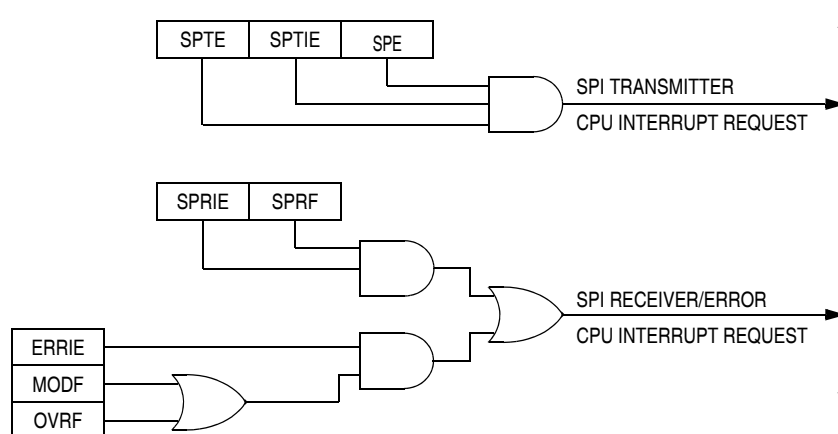 SPTE SPTIE SPE
SPI TRANSMITTER
CPU INTERRUPT REQUEST
SPRIE SPRF
SPI RECEIVER/ERROR
CPU INTERRUPT REQUEST
ERRIE
MODF
OVRF